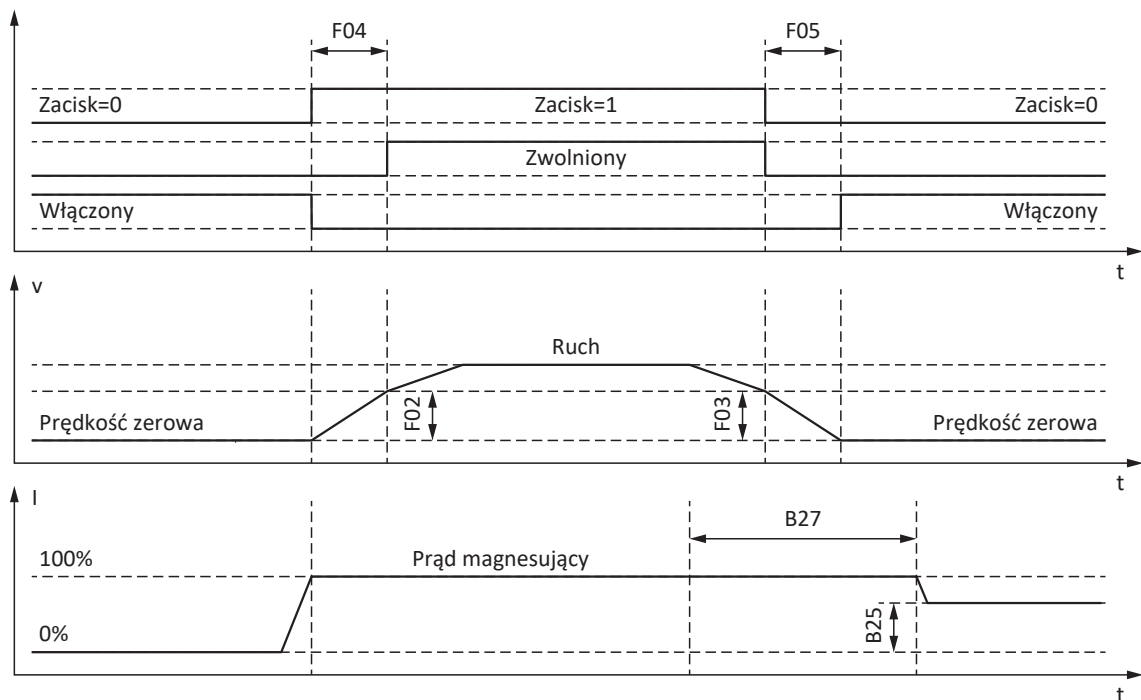 F04
F05
Zacisk=0
Zacisk=1
Zacisk=0
Zwolniony
Włączony
Włączony
t
v
Ruch
F02
F03
Prędkość zerowa
Prędkość zerowa
t
I
B27
100%
Prąd magnesujący
B25
0%
t